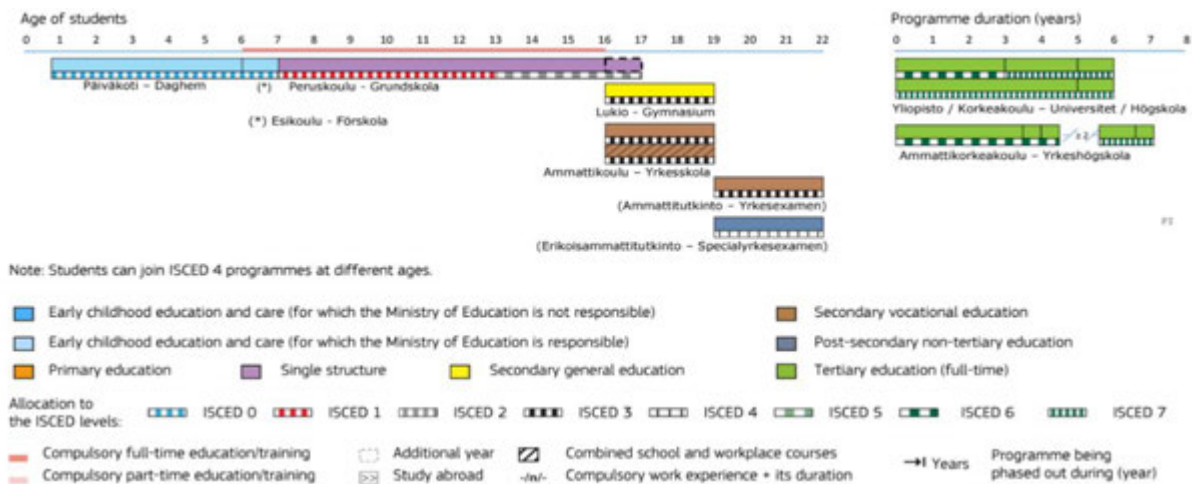 Age of students
Programme duration (years)
0 1 2 3 4 5 6 7 8 9 10 11 12 13 14 15 16 17 18 19 20 21 22
0 1 2 3 4 5 6 7 8
Päiväkoti – Daghem
(*)
Peruskoulu - Grundskola
(*) Esikoulu - Förskola
Lukio - Gymnasium
Ammattikoulu – Yrkesskola
(Ammattitutkinto – Yrkesexamen)
(Erikoisammattitutkinto – Specialyrkesexamen)
Yliopisto / Korkeakoulu – Universitet / Högskola
Ammattikorkeakoulu – Yrkeshögskola
Note: Students can join ISCED 4 programmes at different ages.
Early childhood education and care (for which the Ministry of Education is not responsible)
Secondary vocational education
Early childhood education and care (for which the Ministry of Education is responsible)
Post-secondary non-tertiary education
Primary education
Single structure
Secondary general education
Tertiary education (full-time)
Allocation to
the ISCED levels:
ISCED 0
ISCED 1
ISCED 2
ISCED 3
ISCED 4
ISCED 5
ISCED 6
ISCED 7
Compulsory full-time education/training
Additional year
Combined school and workplace courses
Years
Programme being
phased out during (year)
Compulsory part-time education/training
>> Study abroad
-/n/- Compulsory work experience + its duration